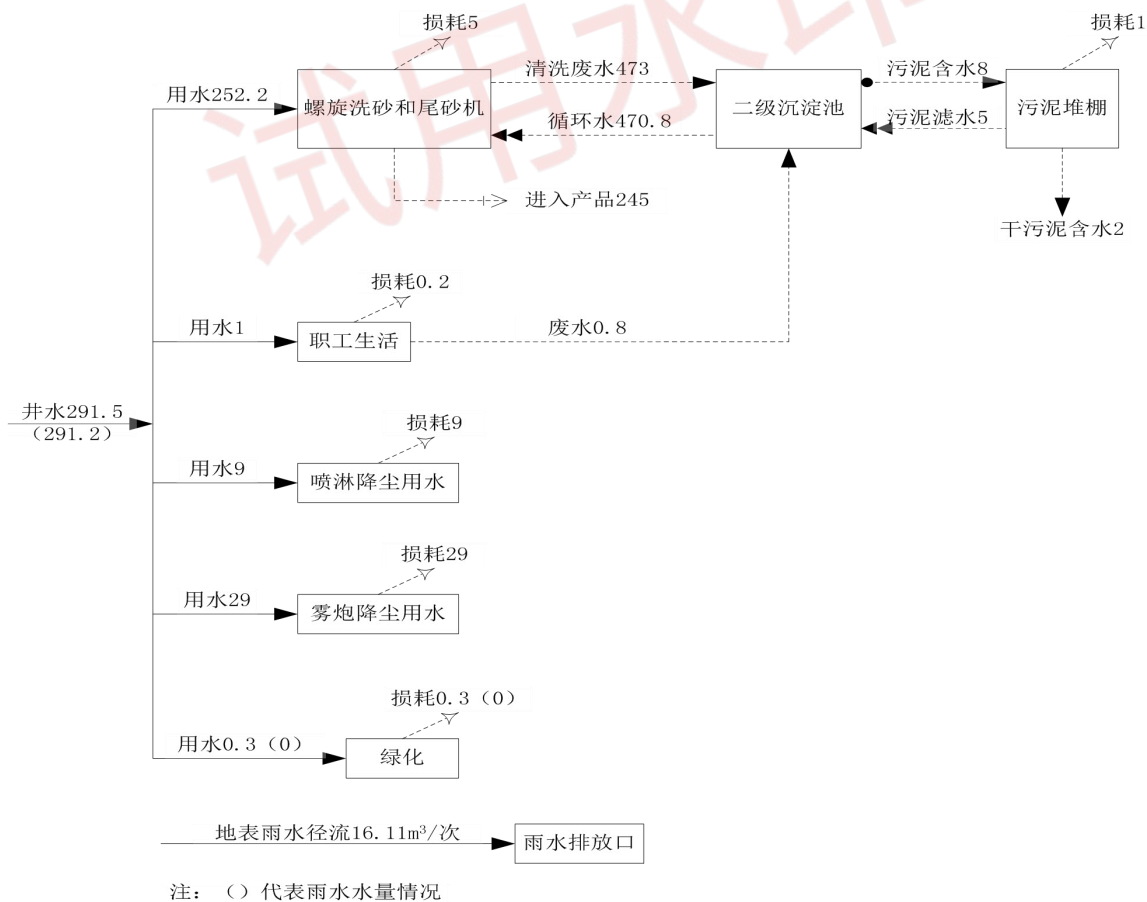 试用水印
损耗5
损耗1
清洗废水473
污泥含水8
用水252.2
螺旋洗砂和尾砂机
二级沉淀池
污泥堆棚
循环水470.8
污泥滤水5
进入产品245
干污泥含水2
损耗0.2
用水1
职工生活
废水0.8
井水291.5
（291.2）
损耗9
用水9
喷淋降尘用水
损耗29
用水29
雾炮降尘用水
损耗0.3（0）
用水0.3（0）
绿化
地表雨水径流16.11m³/次
雨水排放口
注：（）代表雨水水量情况